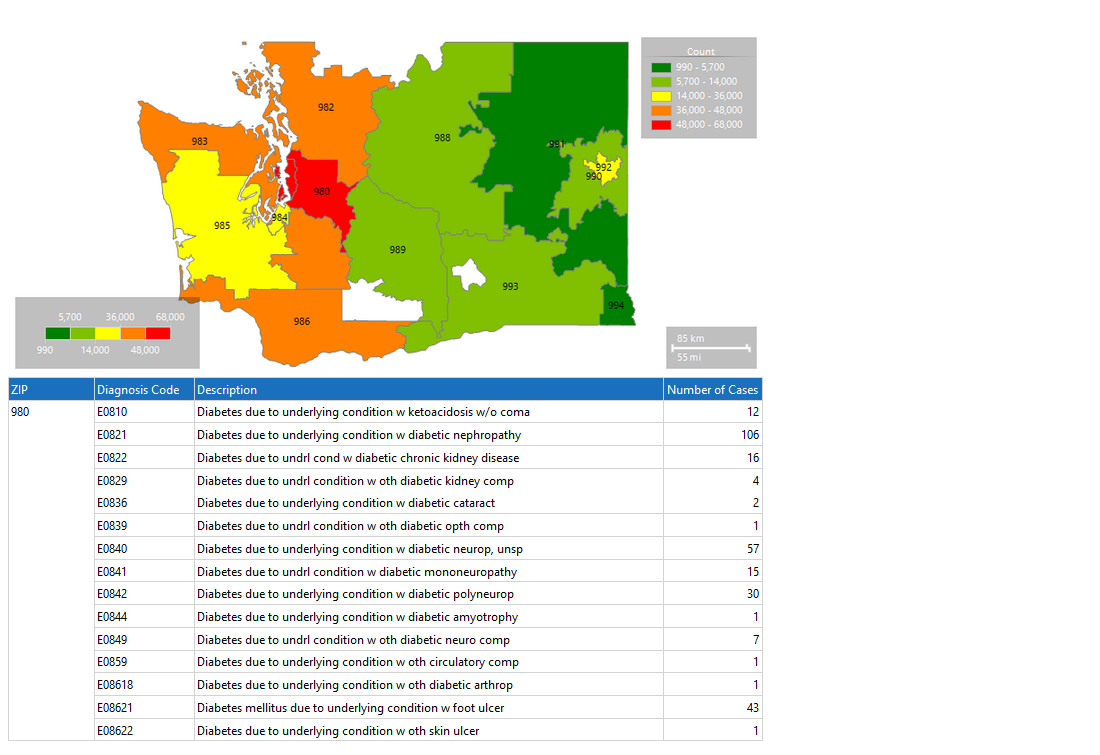 Count
990 - 5,700
5,700 - 14,000
14,000 - 36,000
36,000 - 48,000
48,000 - 68,000
982
988
983
991
992
990
980
984
985
989
993
994
986
5,700 36,000 68,000
990 14,000 48,000
85 km
55 mi
ZIP Diagnosis Code Description Number of Cases
980 E0810 Diabetes due to underlying condition w ketoacidosis w/o coma 12
E0821 Diabetes due to underlying condition w diabetic nephropathy 106
E0822 Diabetes due to undrl cond w diabetic chronic kidney disease 16
E0829 Diabetes due to undrl condition w oth diabetic kidney comp 4
E0836 Diabetes due to underlying condition w diabetic cataract 2
E0839 Diabetes due to undrl condition w oth diabetic opth comp 1
E0840 Diabetes due to underlying condition w diabetic neurop, unsp 57
E0841 Diabetes due to undrl condition w diabetic mononeuropathy 15
E0842 Diabetes due to underlying condition w diabetic polyneurop 30
E0844 Diabetes due to underlying condition w diabetic amyotrophy 1
E0849 Diabetes due to undrl condition w oth diabetic neuro comp 7
E0859 Diabetes due to underlying condition w oth circulatory comp 1
E08618 Diabetes due to underlying condition w oth diabetic arthrop 1
E08621 Diabetes mellitus due to underlying condition w foot ulcer 43
E08622 Diabetes due to underlying condition w oth skin ulcer 1